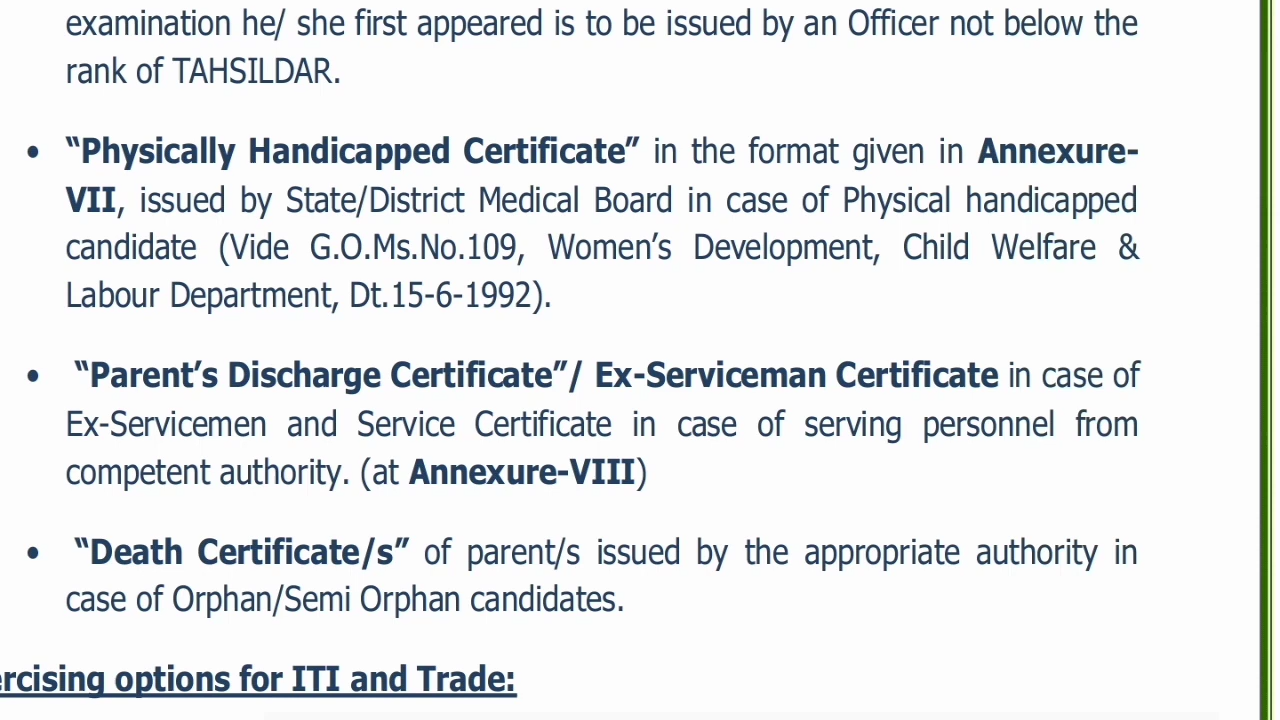 examination he/ she first appeared is to be issued by an Officer not below the
rank of TAHSILDAR.
• “Physically Handicapped Certificate” in the format given in Annexure-
VII, issued by State/District Medical Board in case of Physical handicapped
candidate (Vide G.O.Ms.No.109, Women’s Development, Child Welfare &
Labour Department, Dt.15-6-1992).
• “Parent’s Discharge Certificate”/ Ex-Serviceman Certificate in case of
Ex-Servicemen and Service Certificate in case of serving personnel from
competent authority. (at Annexure-VIII)
• “Death Certificate/s” of parent/s issued by the appropriate authority in
case of Orphan/Semi Orphan candidates.
ercising options for ITI and Trade: